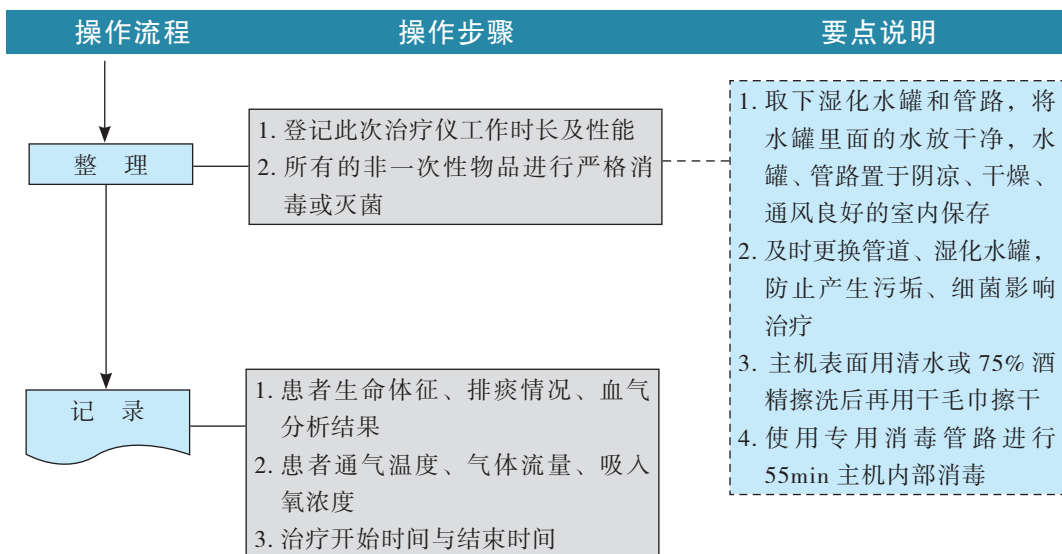 操作流程 操作步骤 要点说明
整 理
1. 登记此次治疗仪工作时长及性能
2. 所有的非一次性物品进行严格消
毒或灭菌
1. 取下湿化水罐和管路，将
水罐里面的水放干净，水
罐、管路置于阴凉、干燥、
通风良好的室内保存
2. 及时更换管道、湿化水罐，
防止产生污垢、细菌影响
治疗
3. 主机表面用清水或 75% 酒
精擦洗后再用干毛巾擦干
4. 使用专用消毒管路进行
55min 主机内部消毒
记 录
1. 患者生命体征、排痰情况、血气
分析结果
2. 患者通气温度、气体流量、吸入
氧浓度
3. 治疗开始时间与结束时间